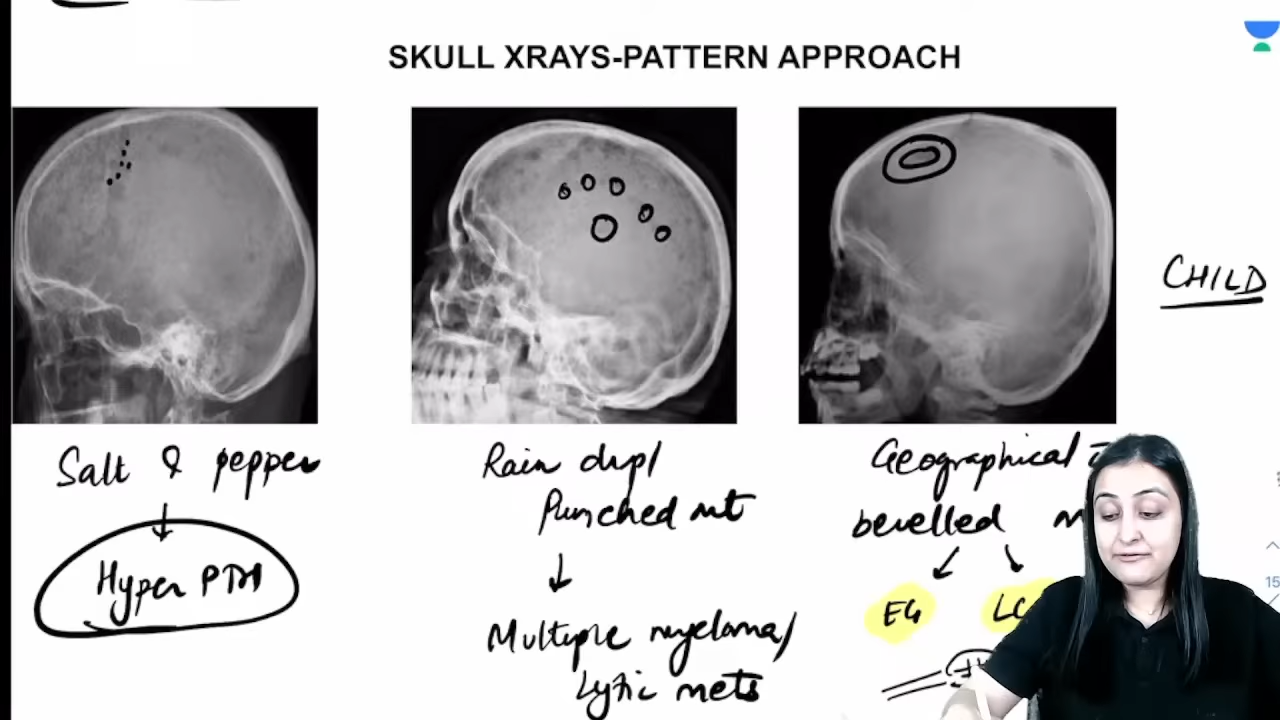 SKULL XRAYS-PATTERN APPROACH
CHILD
Salt & pepper
Hyper PTH
Rain drop/
Punched out
Multiple myeloma/
Lytic mets
Geographical
bevelled
EG
LC
15